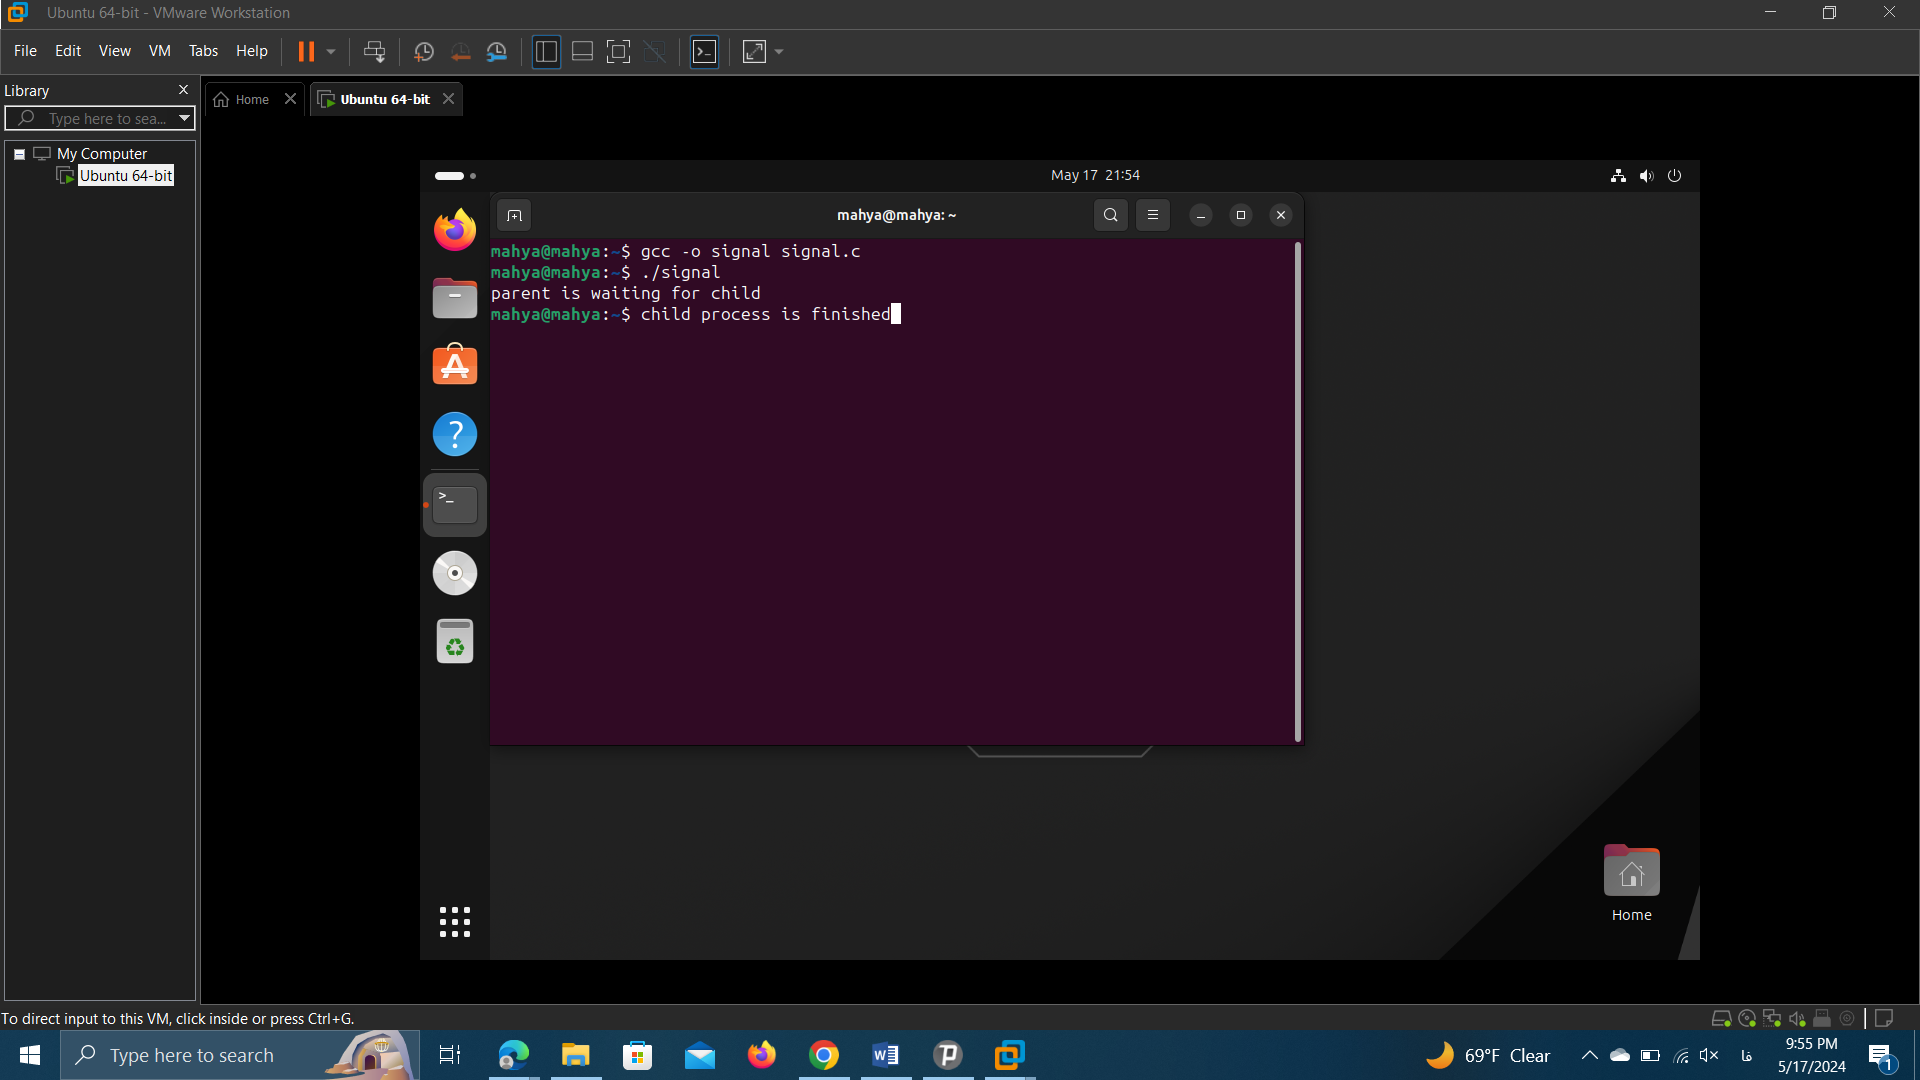 Ubuntu 64-bit - VMware Workstation
File Edit View VM Tabs Help
Library
Type here to sea...
My Computer
Ubuntu 64-bit
Home
Ubuntu 64-bit
May 17 21:54
mahya@mahya: ~
mahya@mahya:~$ gcc -o signal signal.c
mahya@mahya:~$ ./signal
parent is waiting for child
mahya@mahya:~$ child process is finished
Home
To direct input to this VM, click inside or press Ctrl+G.
Type here to search
69°F Clear
فا
9:55 PM
5/17/2024
1